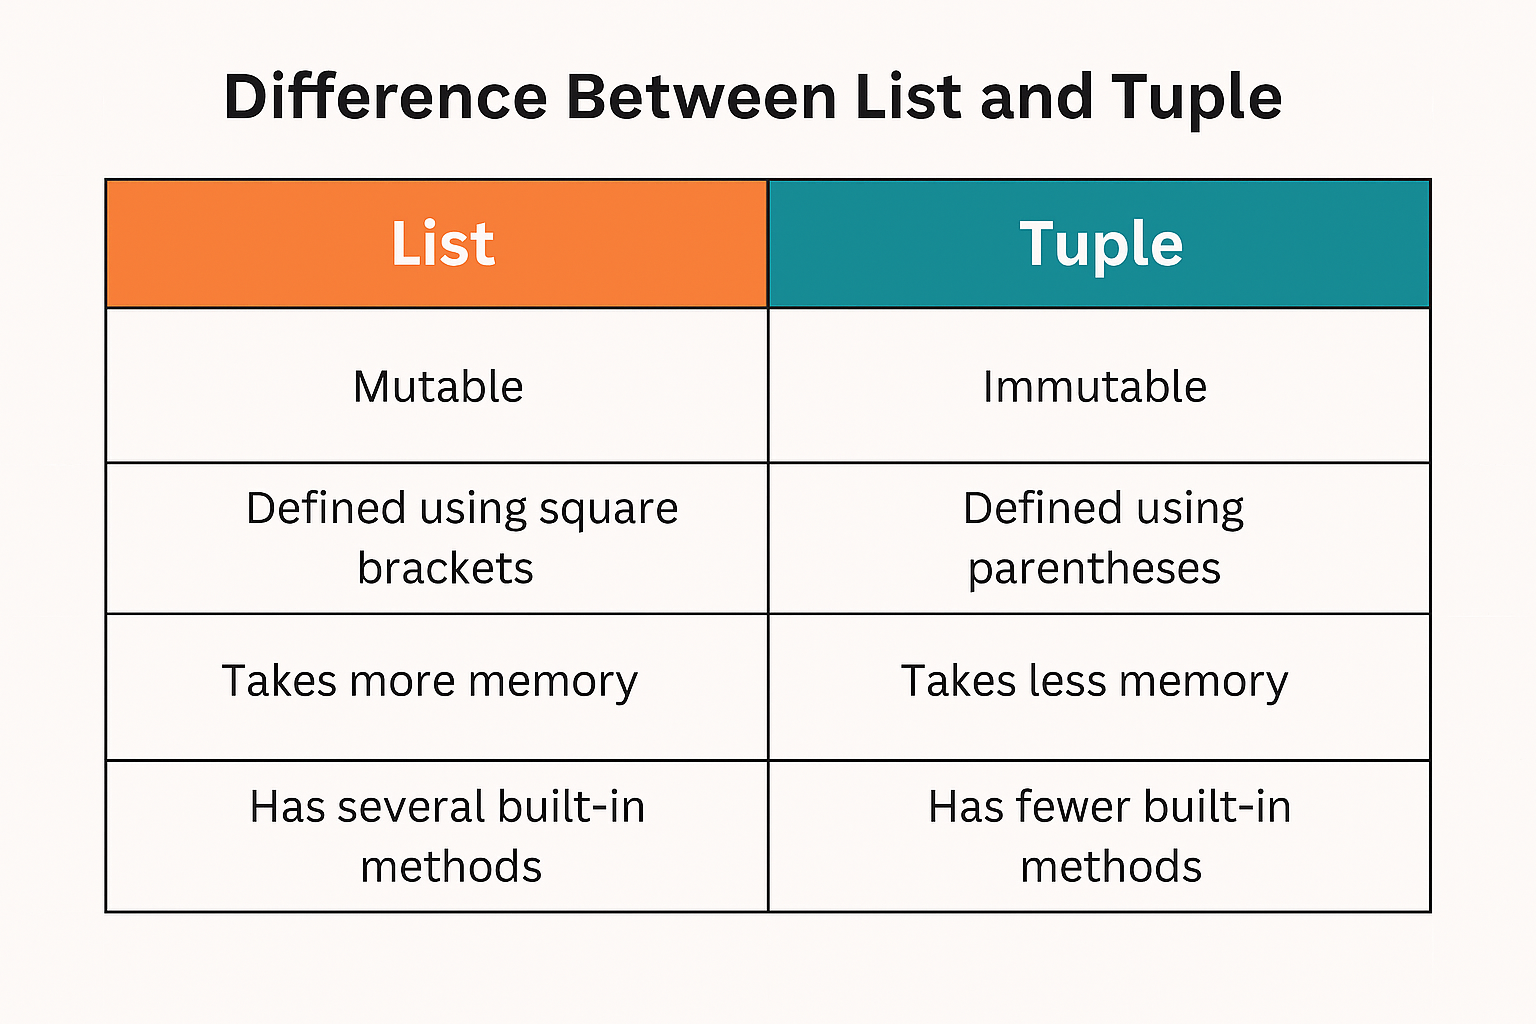 Difference Between List and Tuple
List
Tuple
Mutable
Immutable
Defined using square
brackets
Defined using
parentheses
Takes more memory
Takes less memory
Has several built-in
methods
Has fewer built-in
methods